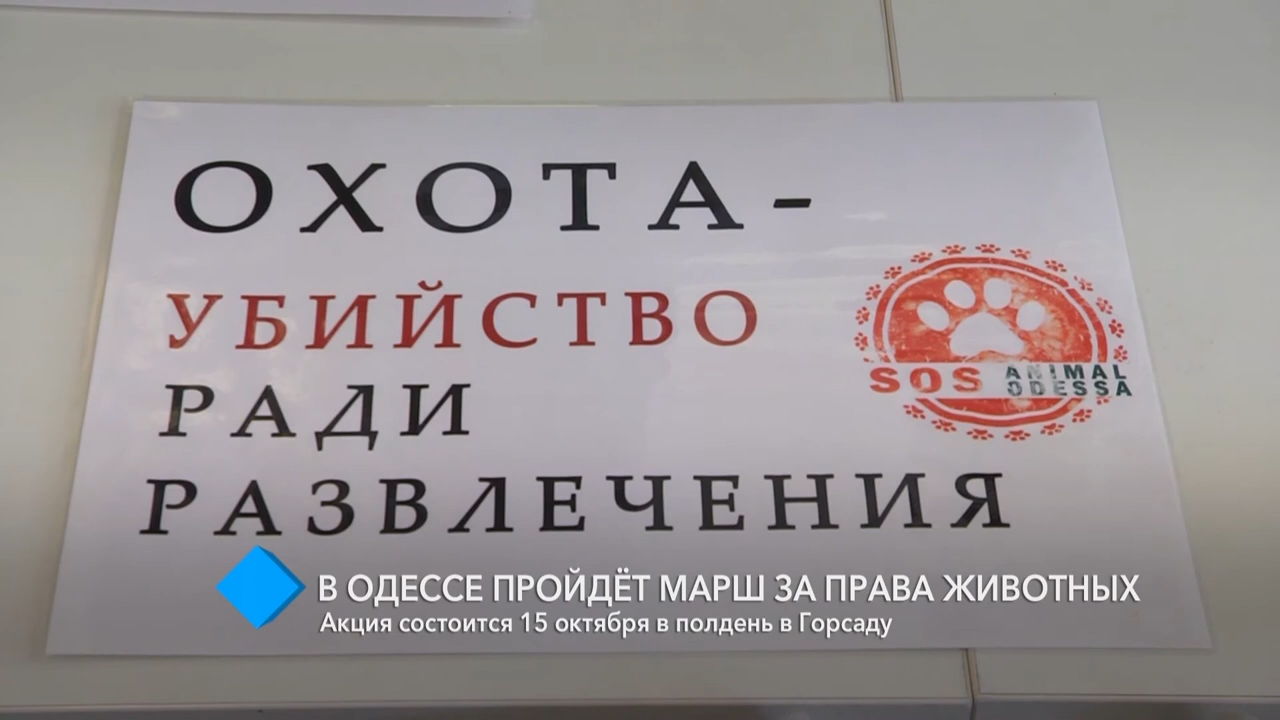 ОХОТА-
УБИЙСТВО
РАДИ
РАЗВЛЕЧЕНИЯ
SOS ANIMAL
ODESSA
В ОДЕССЕ ПРОЙДЁТ МАРШ ЗА ПРАВА ЖИВОТНЫХ
Акция состоится 15 октября в полдень в Горсаду